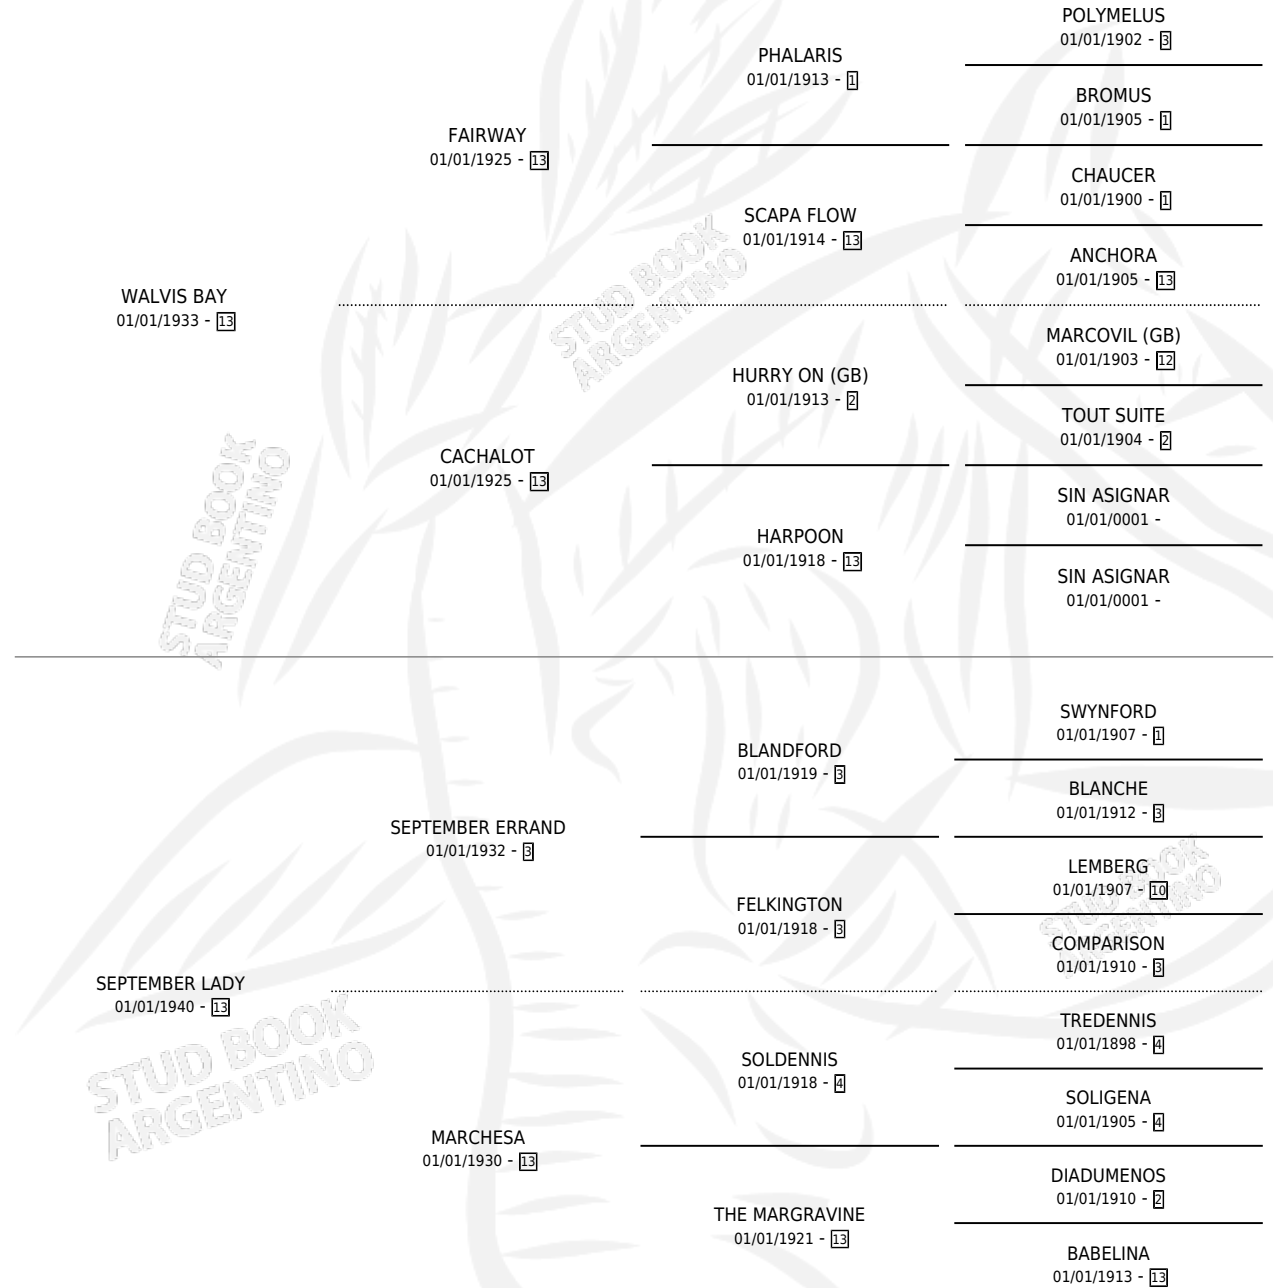 POLYMELUS
01/01/1902 - 3
PHALARIS
01/01/1913 - 1
BROMUS
01/01/1905 - 1
FAIRWAY
01/01/1925 - 13
CHAUCER
01/01/1900 - 1
SCAPA FLOW
01/01/1914 - 13
ANCHORA
01/01/1905 - 13
WALVIS BAY
01/01/1933 - 13
STUD BOOK
ARGENTINO
MARCOVIL (GB)
01/01/1903 - 12
HURRY ON (GB)
01/01/1913 - 2
TOUT SUITE
01/01/1904 - 2
CACHALOT
01/01/1925 - 13
SIN ASIGNAR
01/01/0001 -
HARPOON
01/01/1918 - 13
SIN ASIGNAR
01/01/0001 -
STUD BOOK
ARGENTINO
SWYNFORD
01/01/1907 - 1
BLANDFORD
01/01/1919 - 3
BLANCHE
01/01/1912 - 3
SEPTEMBER ERRAND
01/01/1932 - 3
LEMBERG
01/01/1907 - 10
FELKINGTON
01/01/1918 - 3
STUD BOOK
ARGENTINO
COMPARISON
01/01/1910 - 3
SEPTEMBER LADY
01/01/1940 - 13
TREDENNIS
01/01/1898 - 4
SOLDENNIS
01/01/1918 - 4
STUD BOOK
ARGENTINO
SOLIGENA
01/01/1905 - 4
MARCHESA
01/01/1930 - 13
DIADUMENOS
01/01/1910 - 2
THE MARGRAVINE
01/01/1921 - 13
BABELINA
01/01/1913 - 13